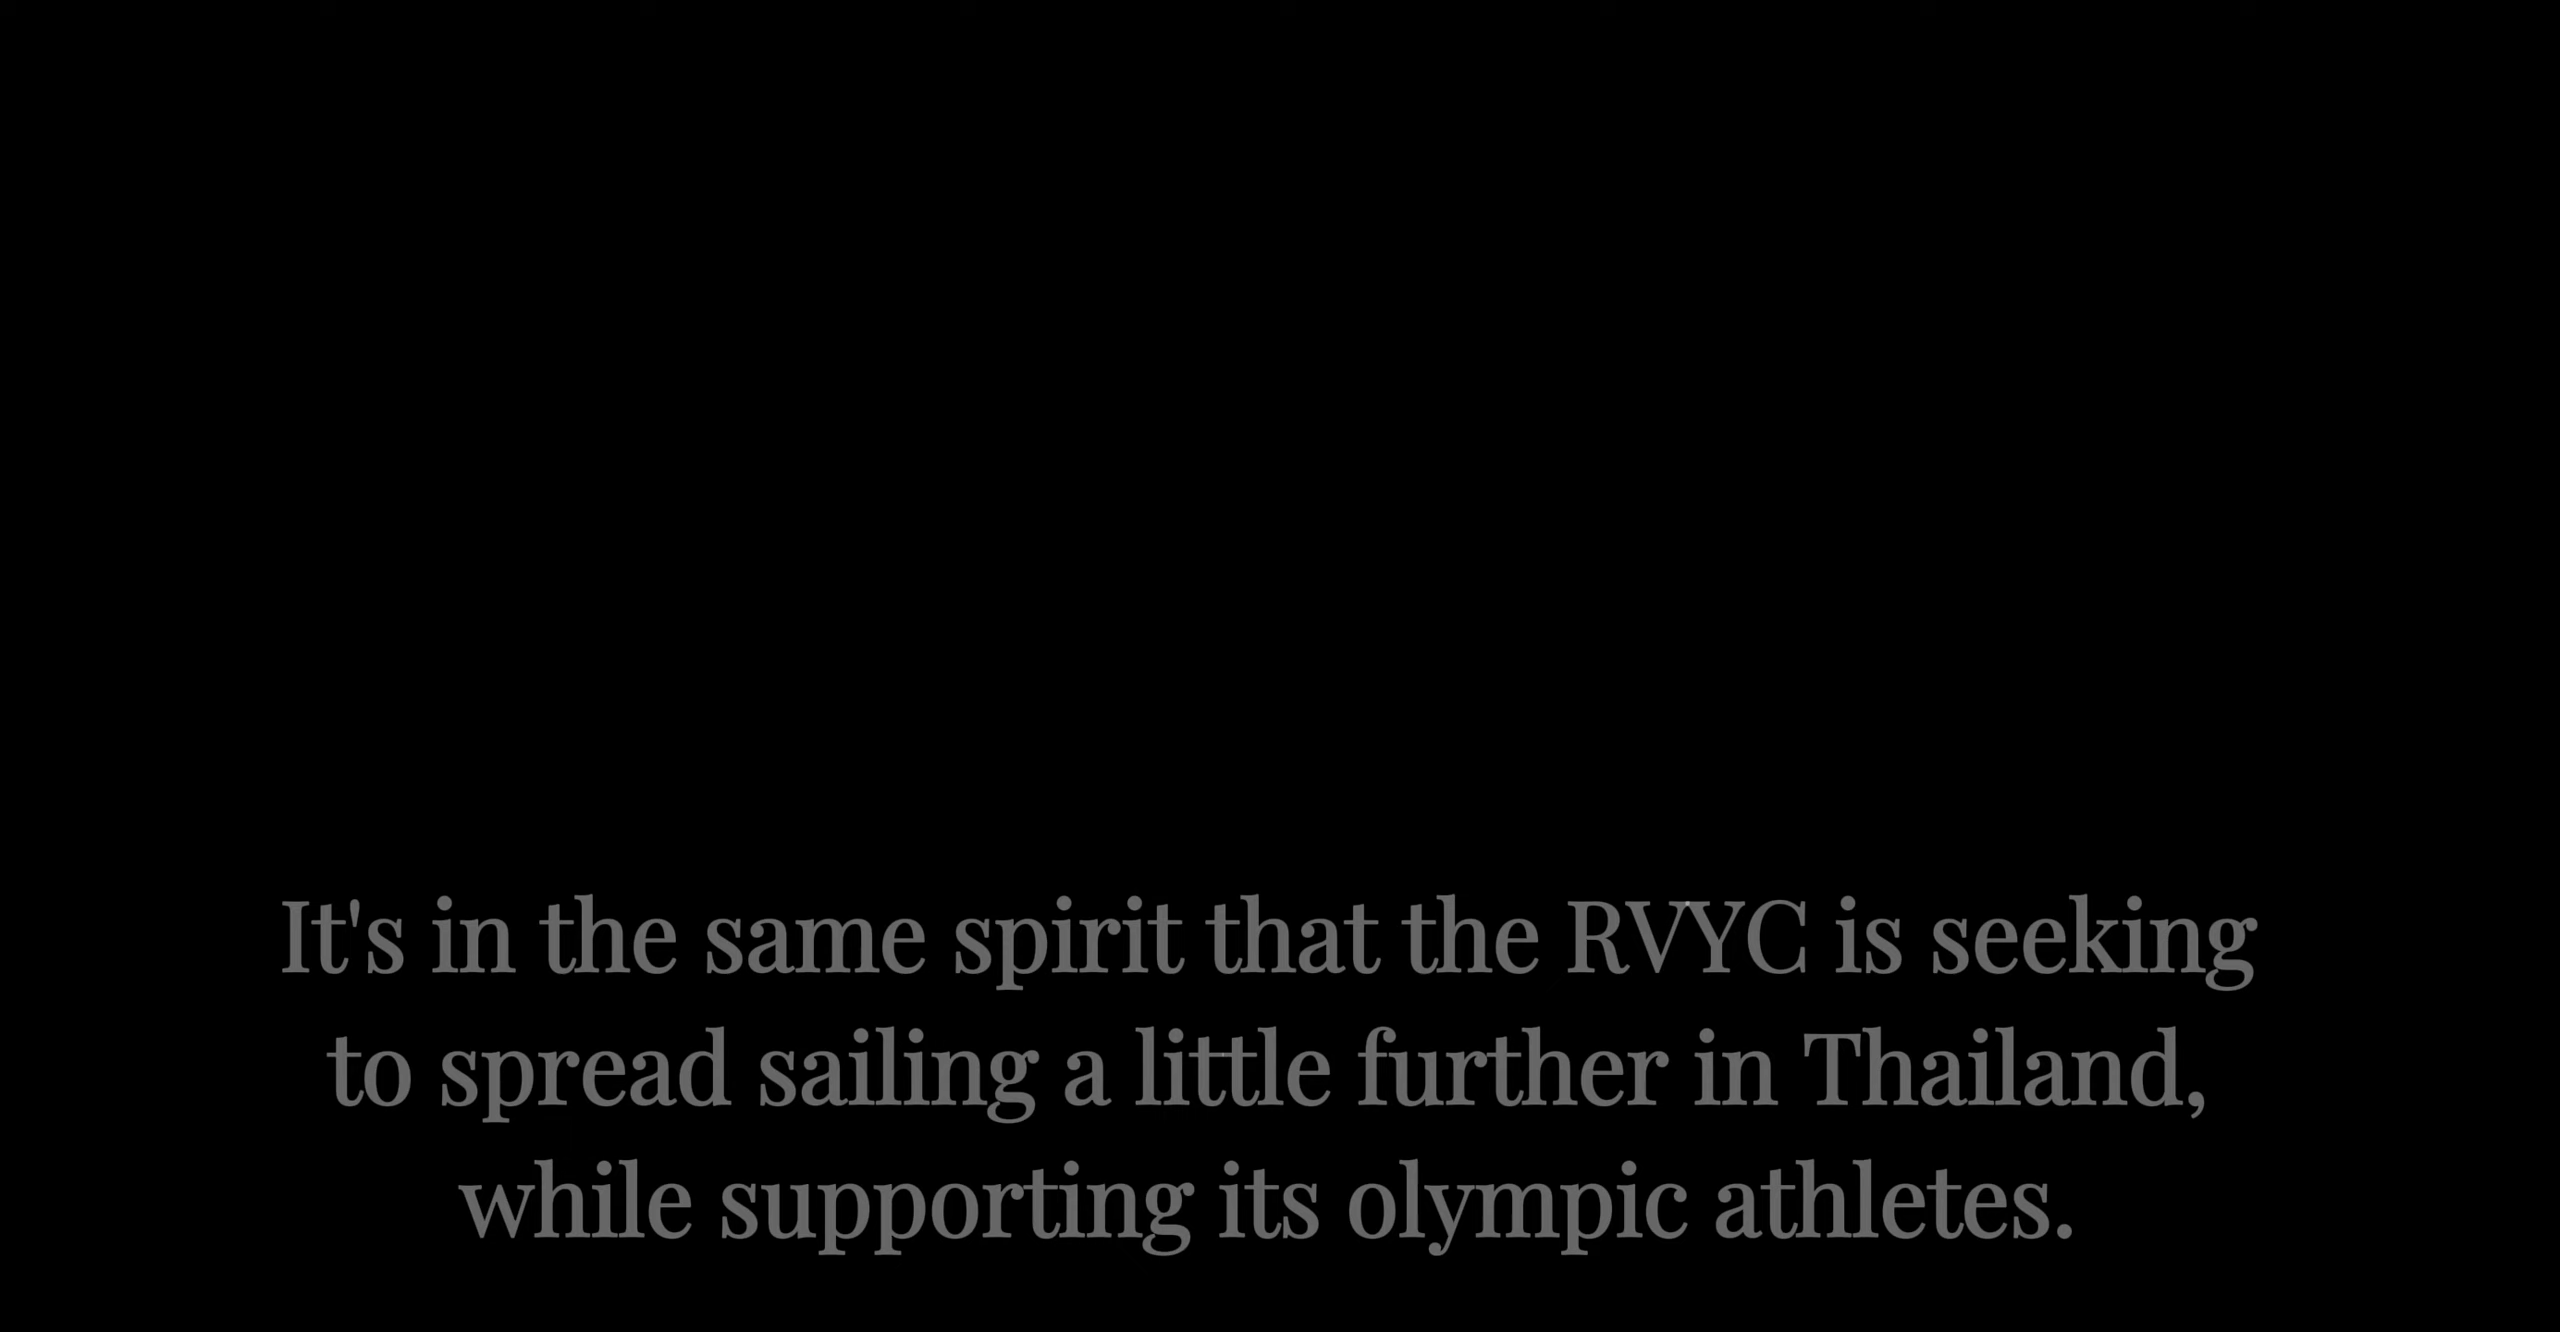 It's in the same spirit that the RVYC is seeking
to spread sailing a little further in Thailand,
while supporting its olympic athletes.